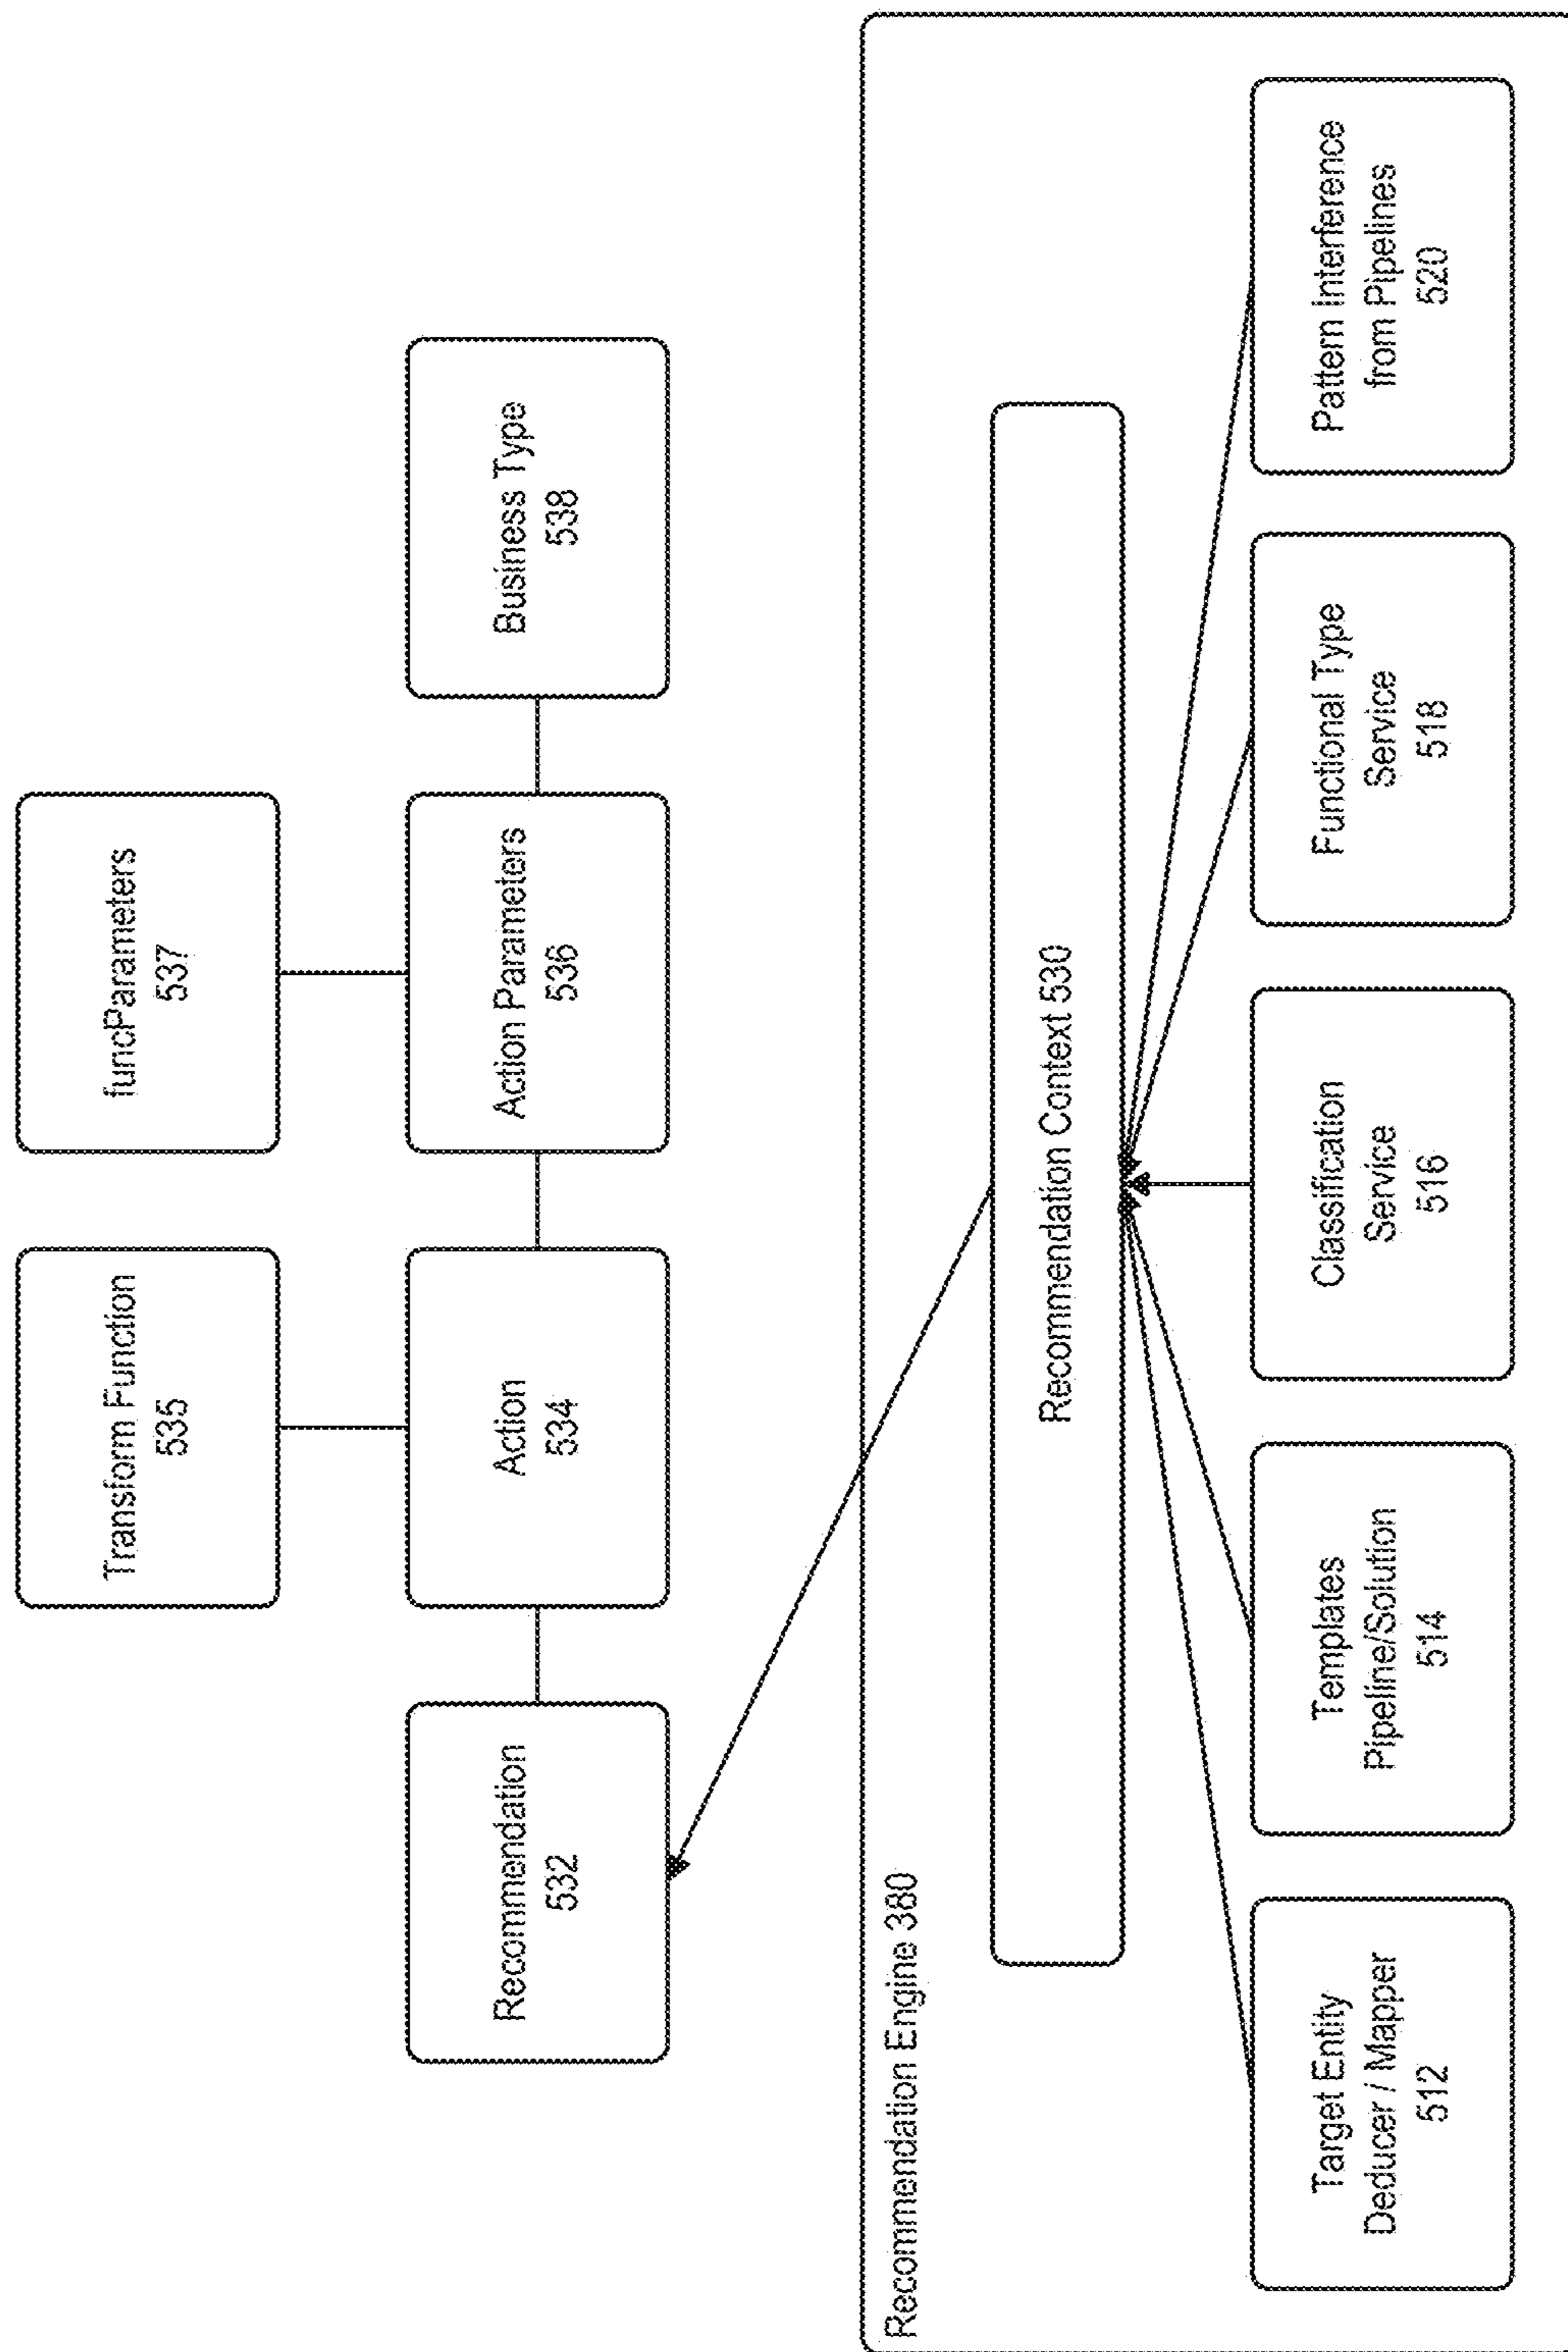 Transform Function
535
funcParameters
537
Recommendation
532
Action
534
Action Parameters
536
Business Type
538
Recommendation Engine 380
Recommendation Context 530
Target Entity
Deducer / Mapper
512
Templates
Pipeline/Solution
514
Classification
Service
516
Functional Type
Service
518
Pattern Interference
from Pipelines
520